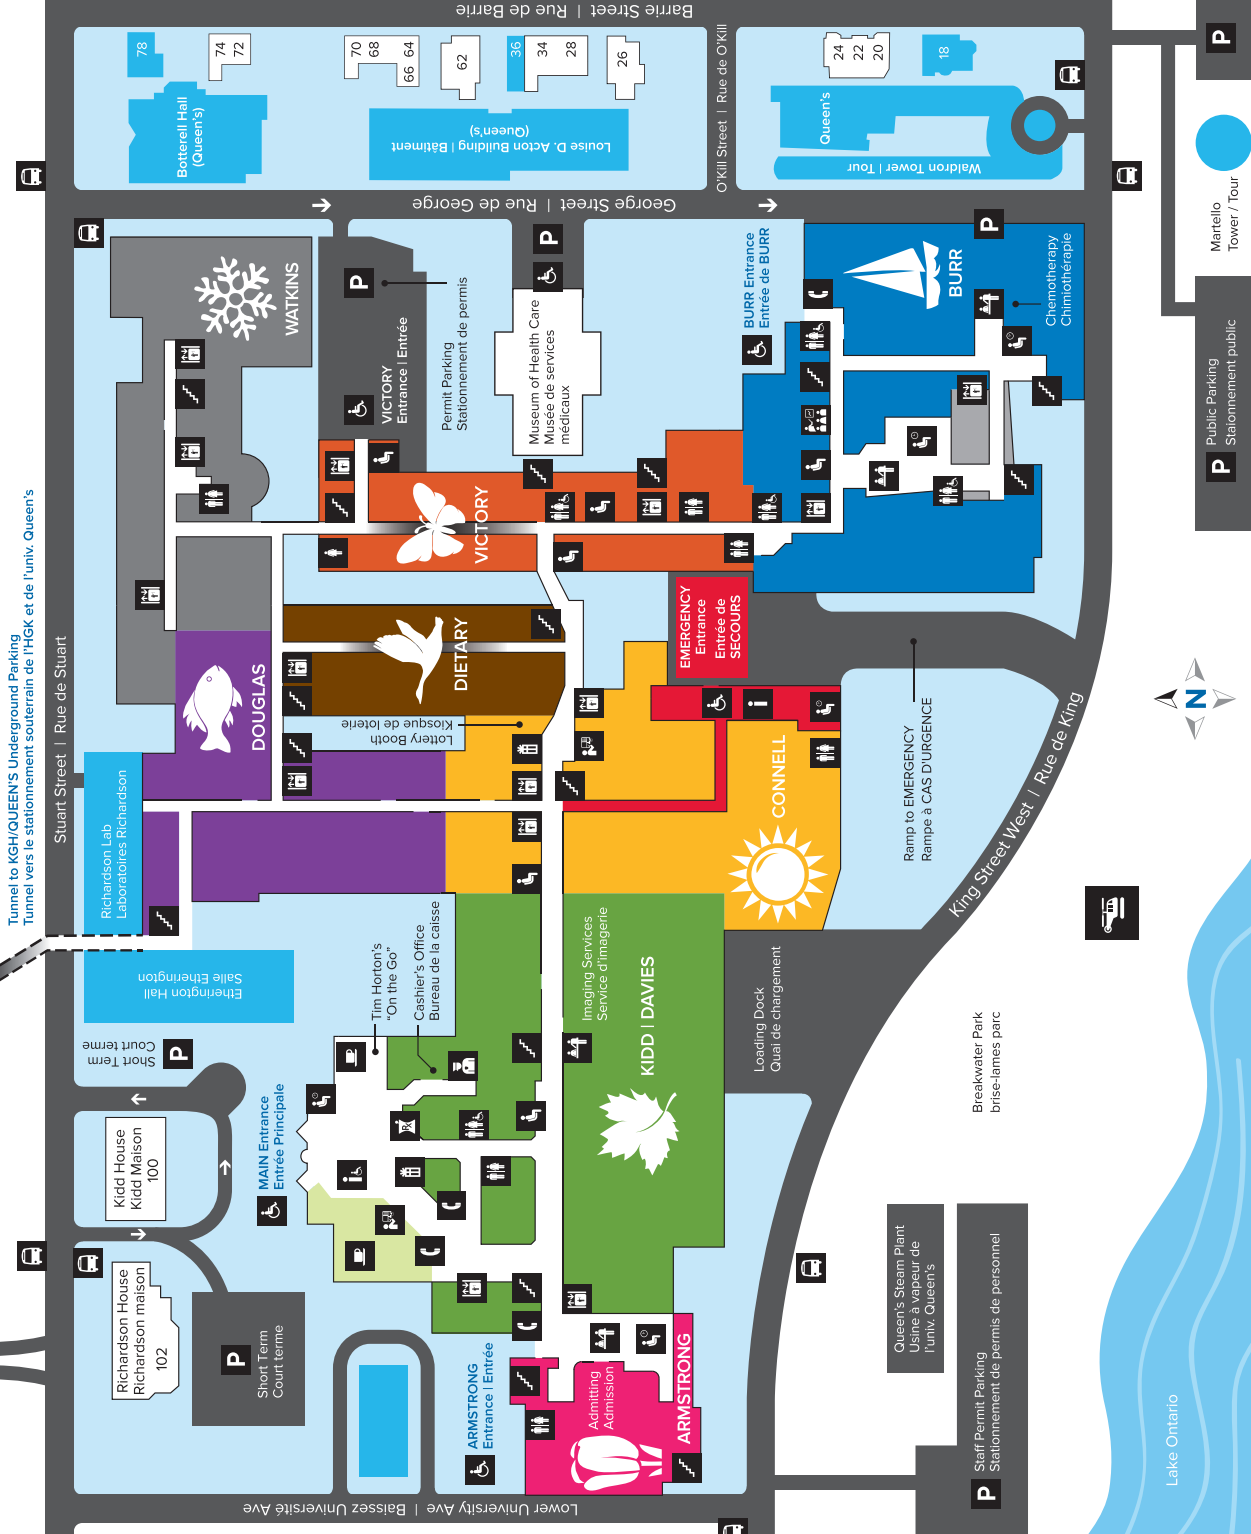 Barrie Street | Rue de Barrie
78
74
72
70
68
66
64
62
36
34
28
26
24
22
20
18
Botterell Hall
(Queen's)
Louise D. Acton Building | Bâtiment
(Queen's)
O'Kill Street | Rue de O'Kill
Queen's
Waldron Tower | Tour
George Street | Rue de George
Martello
Tower / Tour
P
Public Parking
Staionnement public
P
Tunnel to KGH/QUEEN'S Underground Parking
Tunnel vers le stationnement souterrain de l'HGK et de l'univ. Queen's
Stuart Street | Rue de Stuart
WATKINS
P
VICTORY
Entrance | Entrée
Permit Parking
Stationnement de permis
P
Museum of Health Care
Musée de services
médicaux
BURR Entrance
Entrée de BURR
P
BURR
Chemotherapy
Chimiothérapie
VICTORY
DIETARY
DOUGLAS
Lottery Booth
Kiosque de loterie
EMERGENCY
Entrance
Entrée de
SECOURS
CONNELL
Ramp to EMERGENCY
Rampe à CAS D'URGENCE
King Street West | Rue de King
N
Richardson Lab
Laboratoires Richardson
Etherington Hall
Salle Etherington
Short Term
Court terme
P
Tim Horton's
"On the Go"
Cashier's Office
Bureau de la caisse
Imaging Services
Service d'imagerie
KIDD | DAVIES
Loading Dock
Quai de chargement
Breakwater Park
brise-lames parc
Kidd House
Kidd Maison
100
MAIN Entrance
Entrée Principale
Richardson House
Richardson maison
102
P
Short Term
Court terme
ARMSTRONG
Entrance | Entrée
Admitting
Admission
ARMSTRONG
Queen's Steam Plant
Usine à vapeur de
l'univ. Queen's
Staff Permit Parking
Stationnement de permis de personnel
P
Lake Ontario
Lower University Ave | Baissez Université Ave